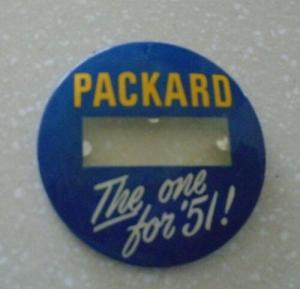 PACKARD
The one
for '51!